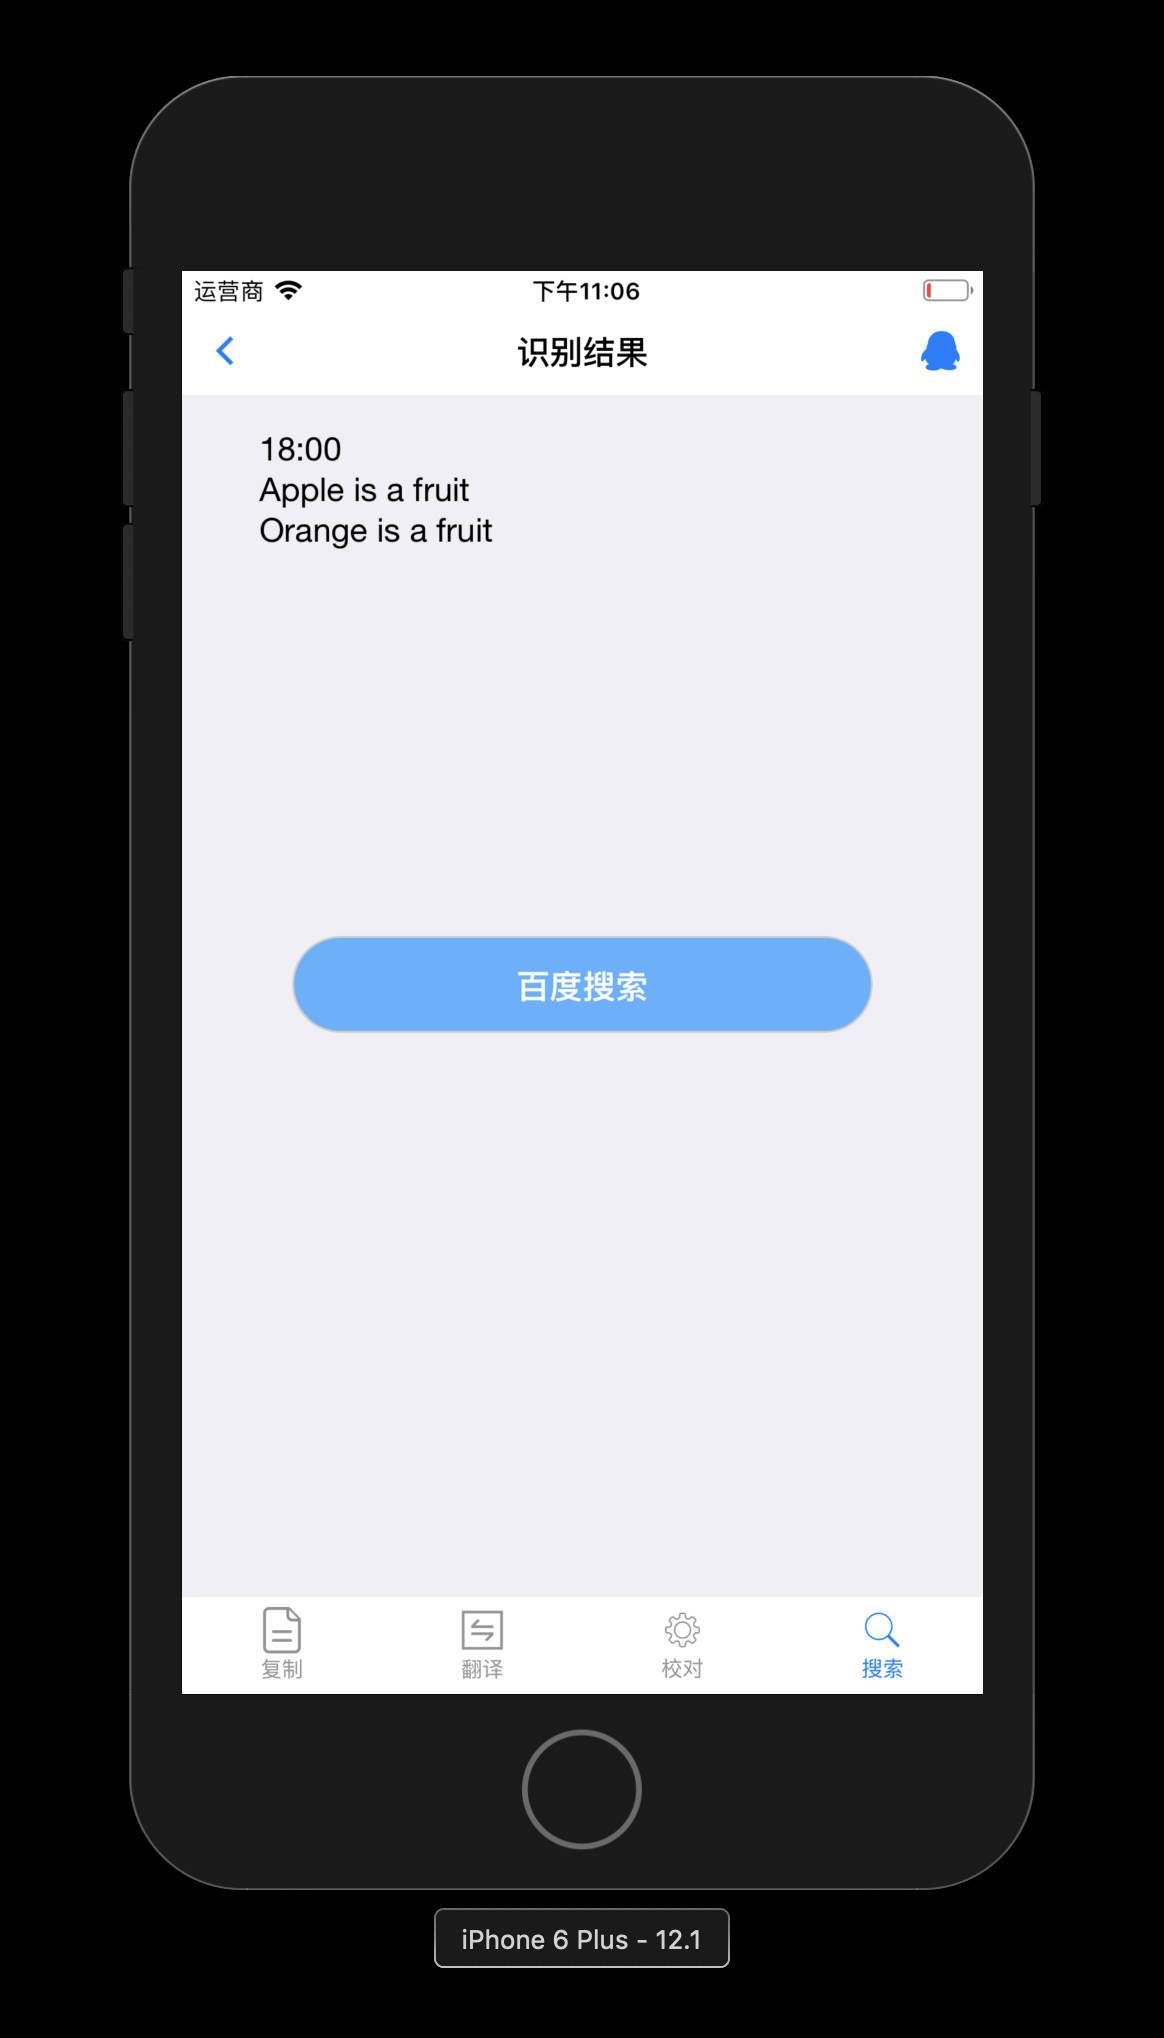 运营商 下午11:06
识别结果
18:00
Apple is a fruit
Orange is a fruit
百度搜索
复制 翻译 校对 搜索
iPhone 6 Plus - 12.1